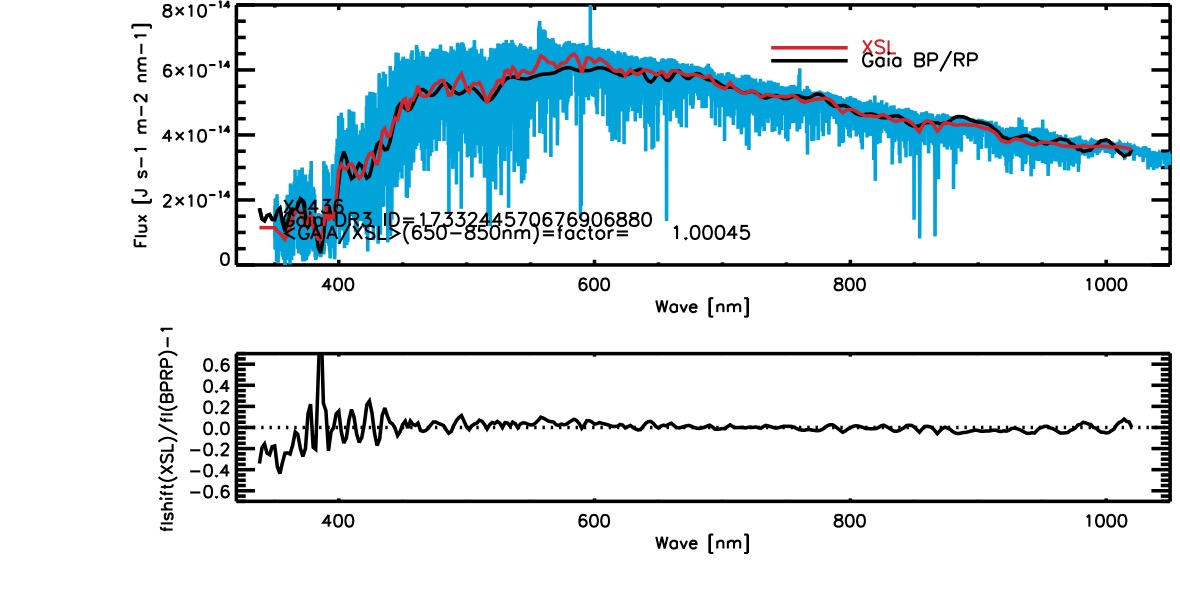 8×10−14
6×10−14
4×10−14
2×10−14
0
Flux [J s−1 m−2 nm−1]
XSL
Gaia BP/RP
X0436
Gaia DR3 ID=1733244570676906880
<GAIA/XSL>(650−850nm)=factor= 1.00045
400 600 800 1000
Wave [nm]
flshift(XSL)/fl(BPRP)−1
0.6
0.4
0.2
0.0
−0.2
−0.4
−0.6
400 600 800 1000
Wave [nm]